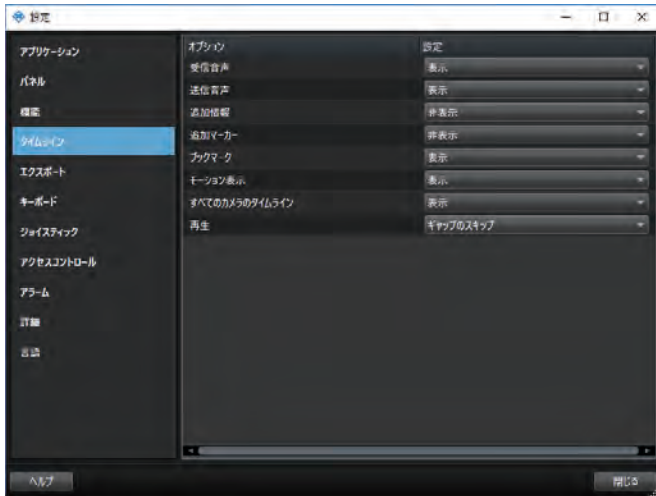 設定
アプリケーション
パネル
機能
タイムライン
エクスポート
キーボード
ジョイスティック
アクセスコントロール
アラーム
詳細
言語
オプション 設定
受信音声 表示
送信音声 表示
追加情報 非表示
追加マーカー 非表示
ブックマーク 表示
モーション表示 表示
すべてのカメラのタイムライン 表示
再生 ギャップのスキップ
ヘルプ 閉じる